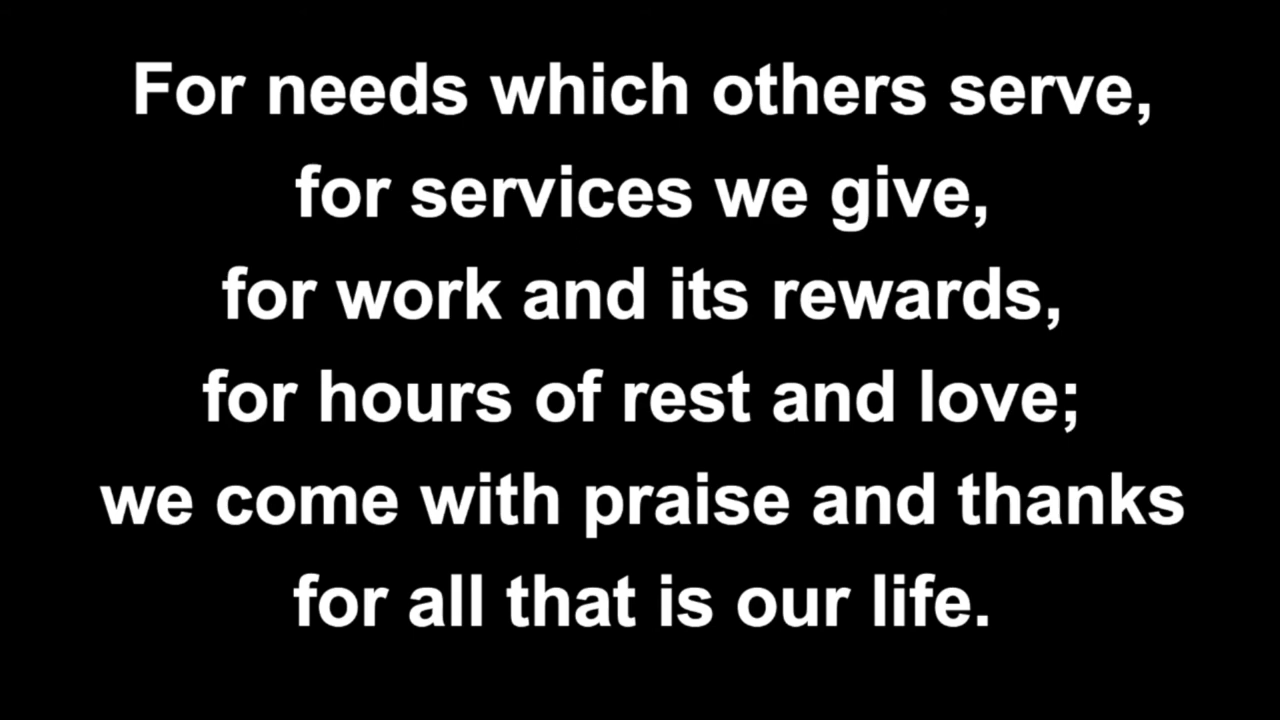 For needs which others serve,
for services we give,
for work and its rewards,
for hours of rest and love;
we come with praise and thanks
for all that is our life.